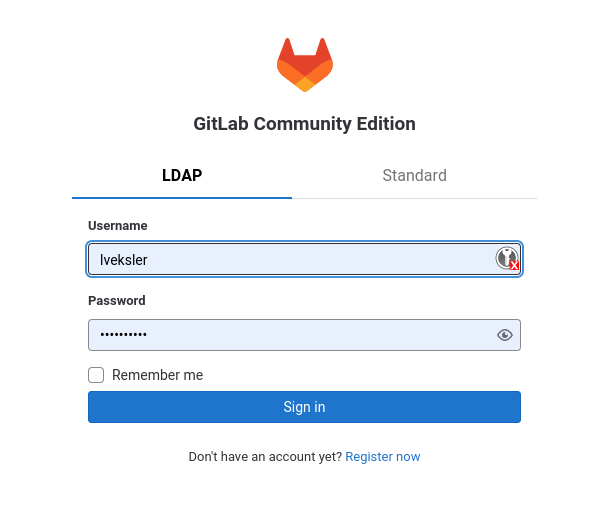 GitLab Community Edition
LDAP Standard
Username
lveksler
Password
••••••••••
Remember me
Sign in
Don't have an account yet? Register now